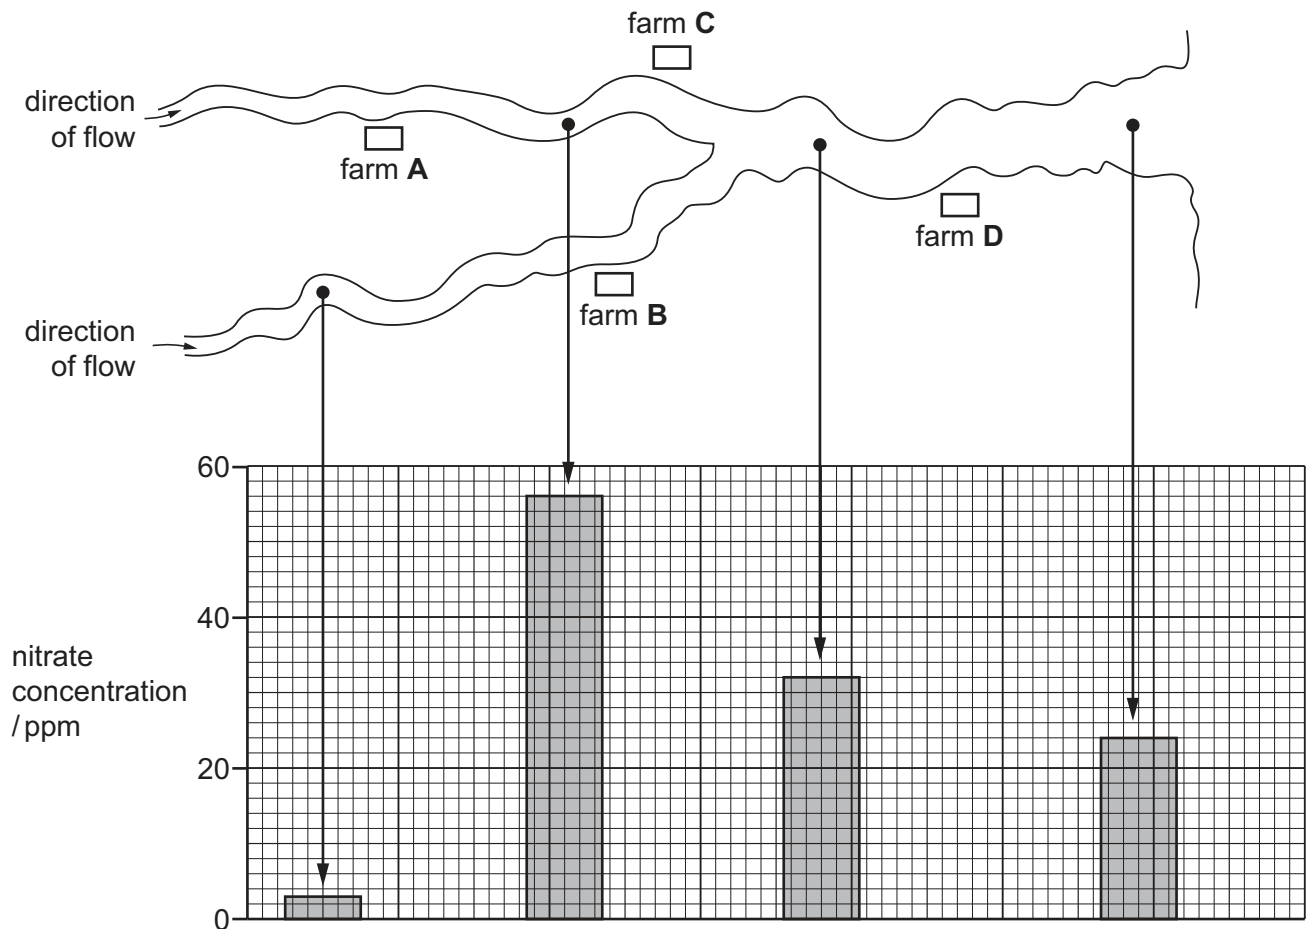 farm C
direction
of flow
farm A
farm D
farm B
direction
of flow
60
40
nitrate
concentration
/ ppm
20
0